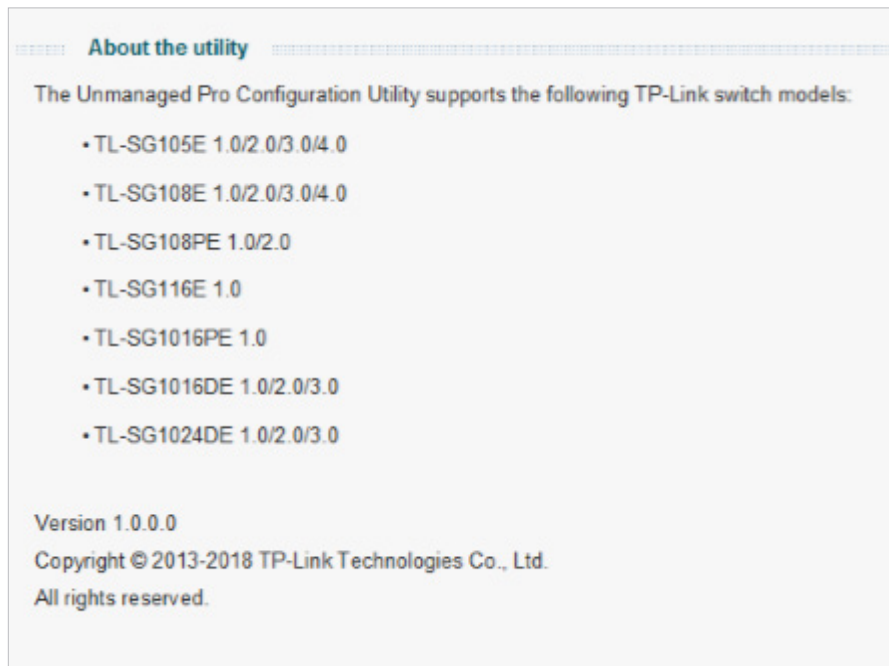 About the utility
The Unmanaged Pro Configuration Utility supports the following TP-Link switch models:
• TL-SG105E 1.0/2.0/3.0/4.0
• TL-SG108E 1.0/2.0/3.0/4.0
• TL-SG108PE 1.0/2.0
• TL-SG116E 1.0
• TL-SG1016PE 1.0
• TL-SG1016DE 1.0/2.0/3.0
• TL-SG1024DE 1.0/2.0/3.0
Version 1.0.0.0
Copyright © 2013-2018 TP-Link Technologies Co., Ltd.
All rights reserved.